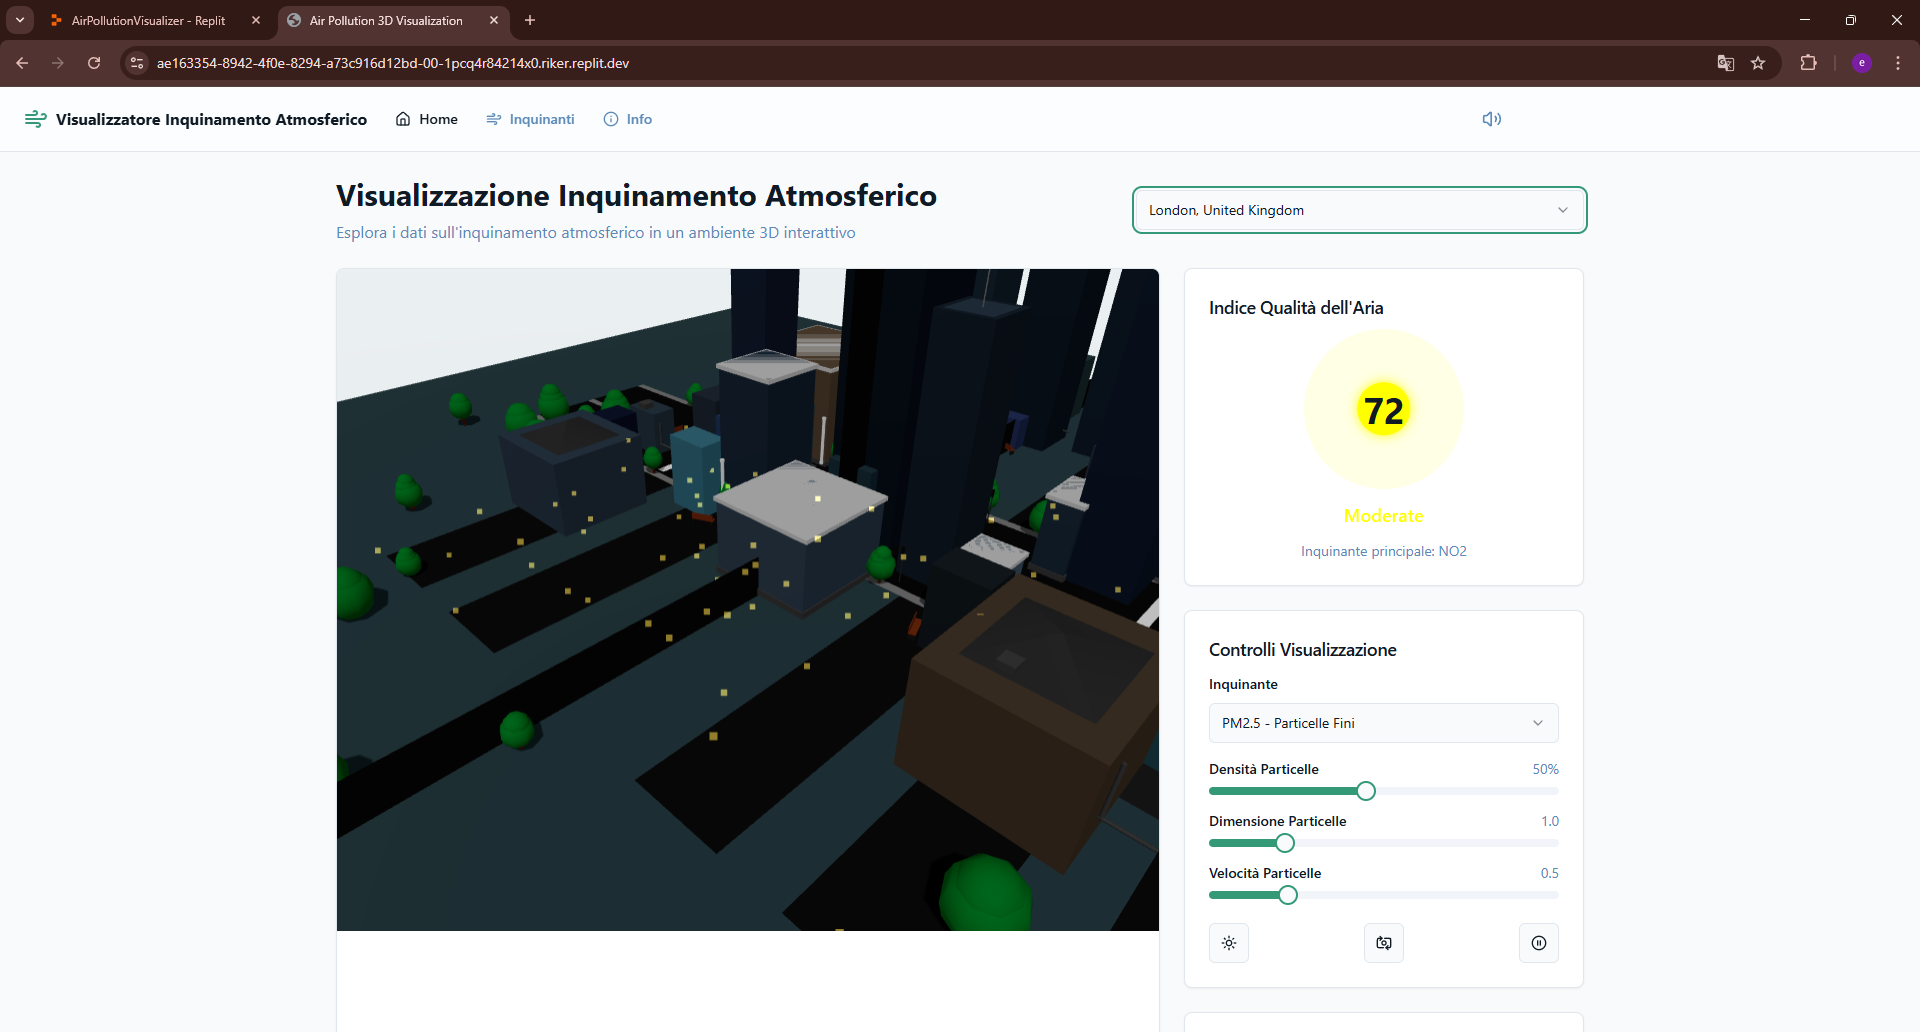 AirPollutionVisualizer - Replit
Air Pollution 3D Visualization
ae163354-8942-4f0e-8294-a73c916d12bd-00-1pcq4r84214x0.riker.replit.dev
e
Visualizzatore Inquinamento Atmosferico
Home
Inquinanti
Info
Visualizzazione Inquinamento Atmosferico
Esplora i dati sull'inquinamento atmosferico in un ambiente 3D interattivo
London, United Kingdom
Indice Qualità dell'Aria
72
Moderate
Inquinante principale: NO2
Controlli Visualizzazione
Inquinante
PM2.5 - Particelle Fini
Densità Particelle 50%
Dimensione Particelle 1.0
Velocità Particelle 0.5